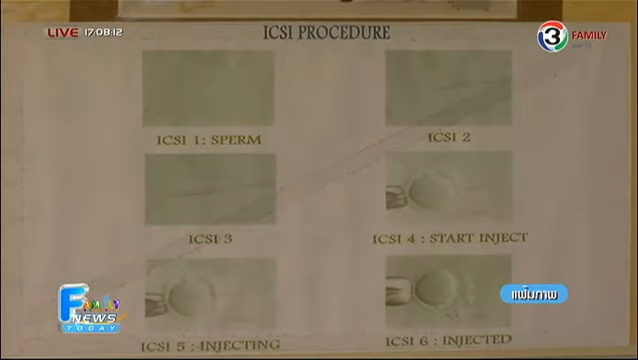 LIVE 17:08:12
ICSI PROCEDURE
3 FAMILY
ICSI 1 : SPERM
ICSI 2
ICSI 3
ICSI 4 : START INJECT
FAMILY
NEWS
TODAY
แฟ้มภาพ
ICSI 5 : INJECTING
ICSI 6 : INJECTED